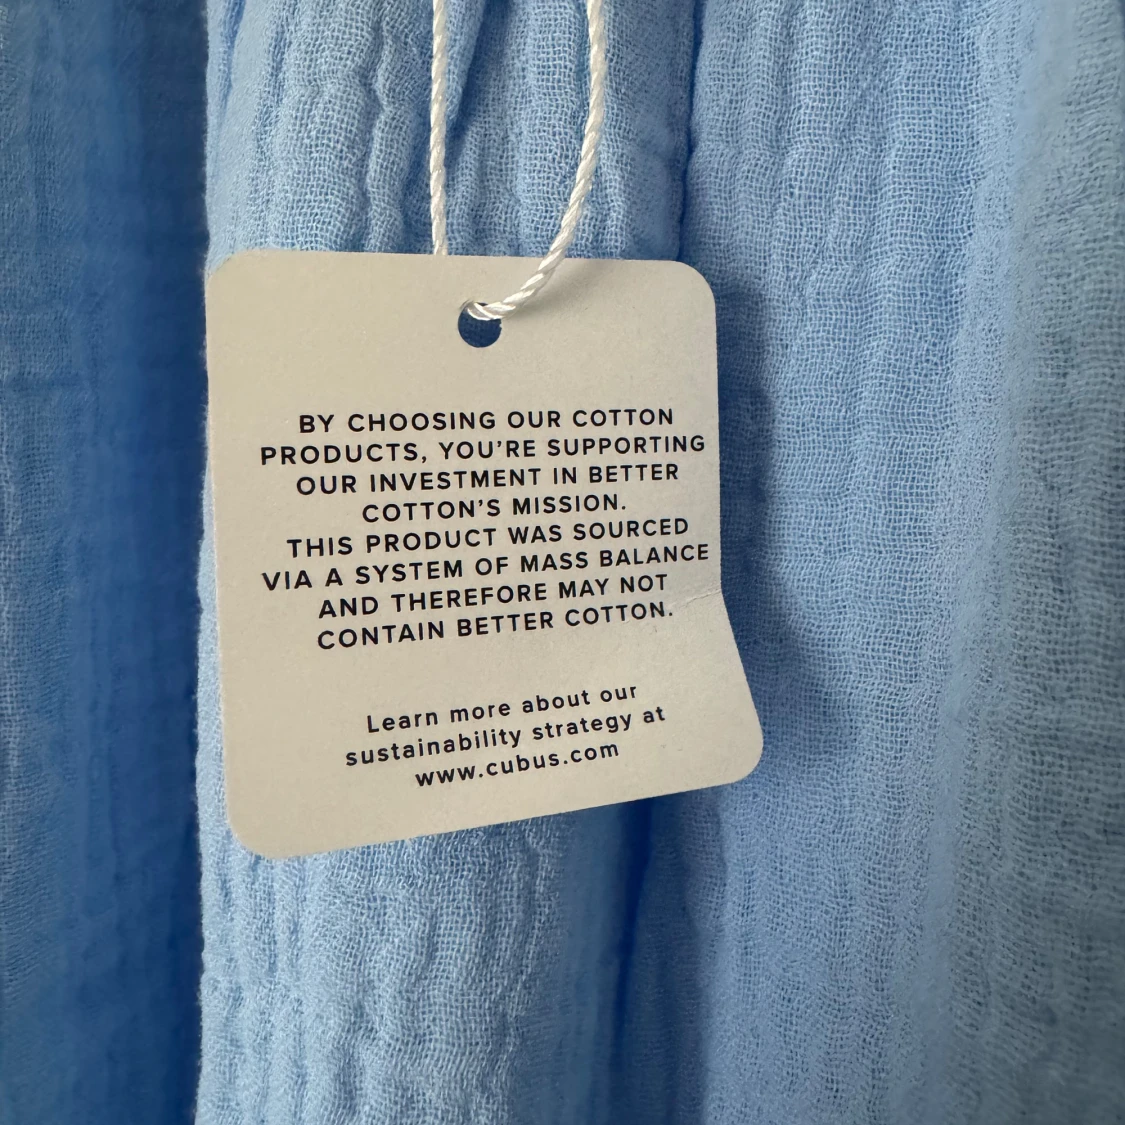 BY CHOOSING OUR COTTON
PRODUCTS, YOU'RE SUPPORTING
OUR INVESTMENT IN BETTER
COTTON'S MISSION.
THIS PRODUCT WAS SOURCED
VIA A SYSTEM OF MASS BALANCE
AND THEREFORE MAY NOT
CONTAIN BETTER COTTON.
Learn more about our
sustainability strategy at
www.cubus.com